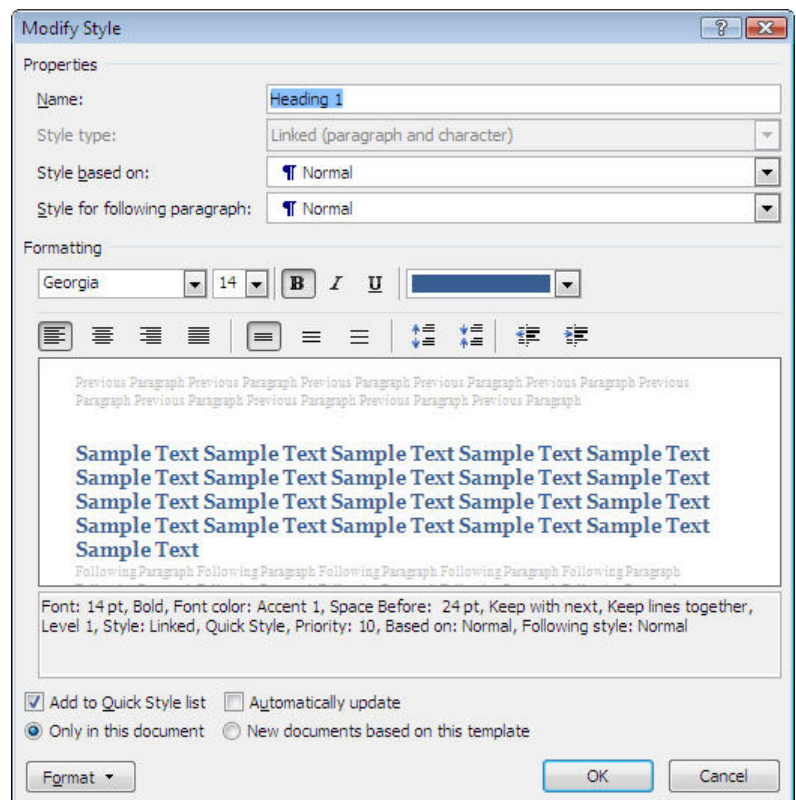 Modify Style
Properties
Name: Heading 1
Style type: Linked (paragraph and character)
Style based on: ¶ Normal
Style for following paragraph: ¶ Normal
Formatting
Georgia 14 B I U
Previous Paragraph Previous Paragraph Previous Paragraph Previous Paragraph Previous Paragraph Previous
Paragraph Previous Paragraph Previous Paragraph Previous Paragraph Previous Paragraph
Sample Text Sample Text Sample Text Sample Text Sample Text
Sample Text Sample Text Sample Text Sample Text Sample Text
Sample Text Sample Text Sample Text Sample Text Sample Text
Sample Text Sample Text Sample Text Sample Text Sample Text
Sample Text
Following Paragraph Following Paragraph Following Paragraph Following Paragraph Following Paragraph
Font: 14 pt, Bold, Font color: Accent 1, Space Before: 24 pt, Keep with next, Keep lines together,
Level 1, Style: Linked, Quick Style, Priority: 10, Based on: Normal, Following style: Normal
Add to Quick Style list Automatically update
Only in this document New documents based on this template
Format OK Cancel